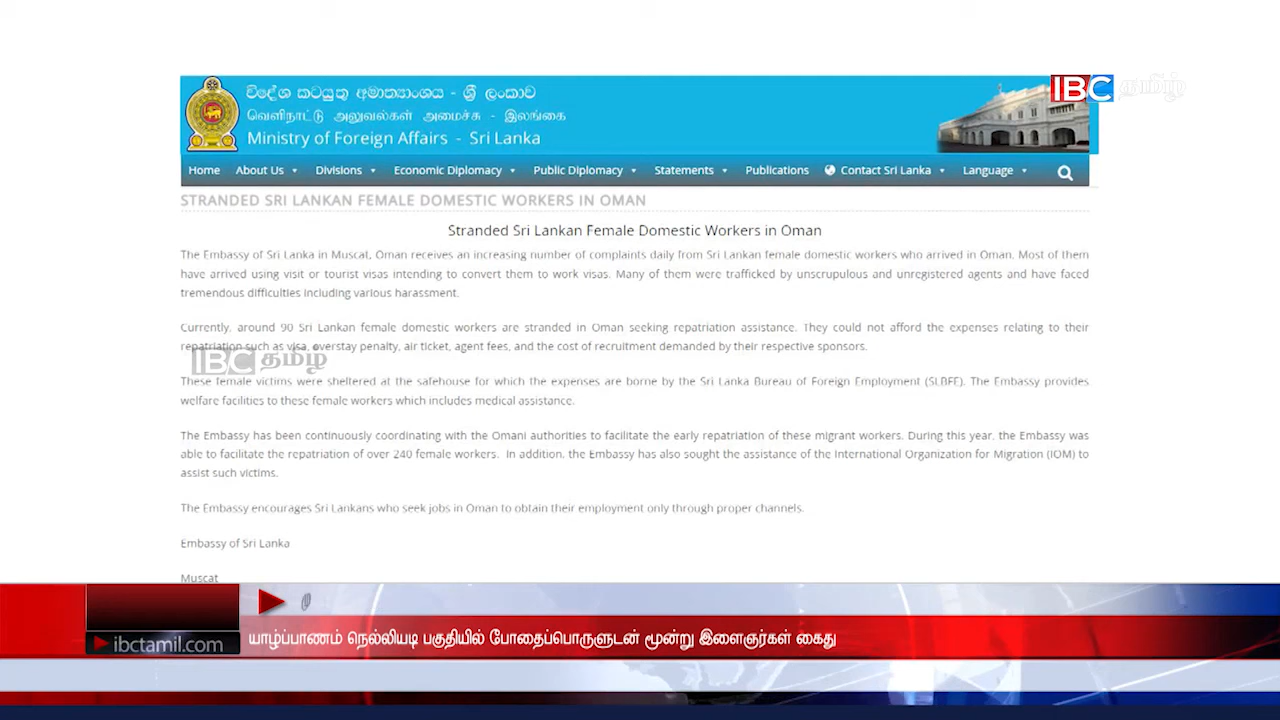 විදේශ කටයුතු අමාත්‍යාංශය - ශ්‍රී ලංකාව
வெளிநாட்டு அலுவல்கள் அமைச்சு - இலங்கை
Ministry of Foreign Affairs - Sri Lanka
IBC தமிழ்
Home About Us Divisions Economic Diplomacy Public Diplomacy Statements Publications Contact Sri Lanka Language
STRANDED SRI LANKAN FEMALE DOMESTIC WORKERS IN OMAN
Stranded Sri Lankan Female Domestic Workers in Oman
The Embassy of Sri Lanka in Muscat, Oman receives an increasing number of complaints daily from Sri Lankan female domestic workers who arrived in Oman. Most of them
have arrived using visit or tourist visas intending to convert them to work visas. Many of them were trafficked by unscrupulous and unregistered agents and have faced
tremendous difficulties including various harassment.
Currently, around 90 Sri Lankan female domestic workers are stranded in Oman seeking repatriation assistance. They could not afford the expenses relating to their
repatriation such as visa, overstay penalty, air ticket, agent fees, and the cost of recruitment demanded by their respective sponsors.
IBC தமிழ்
These female victims were sheltered at the safehouse for which the expenses are borne by the Sri Lanka Bureau of Foreign Employment (SLBFE). The Embassy provides
welfare facilities to these female workers which includes medical assistance.
The Embassy has been continuously coordinating with the Omani authorities to facilitate the early repatriation of these migrant workers. During this year, the Embassy was
able to facilitate the repatriation of over 240 female workers. In addition, the Embassy has also sought the assistance of the International Organization for Migration (IOM) to
assist such victims.
The Embassy encourages Sri Lankans who seek jobs in Oman to obtain their employment only through proper channels.
Embassy of Sri Lanka
Muscat
யாழ்ப்பாணம் நெல்லியடி பகுதியில் போதைப்பொருளுடன் மூன்று இளைஞர்கள் கைது
ibctamil.com